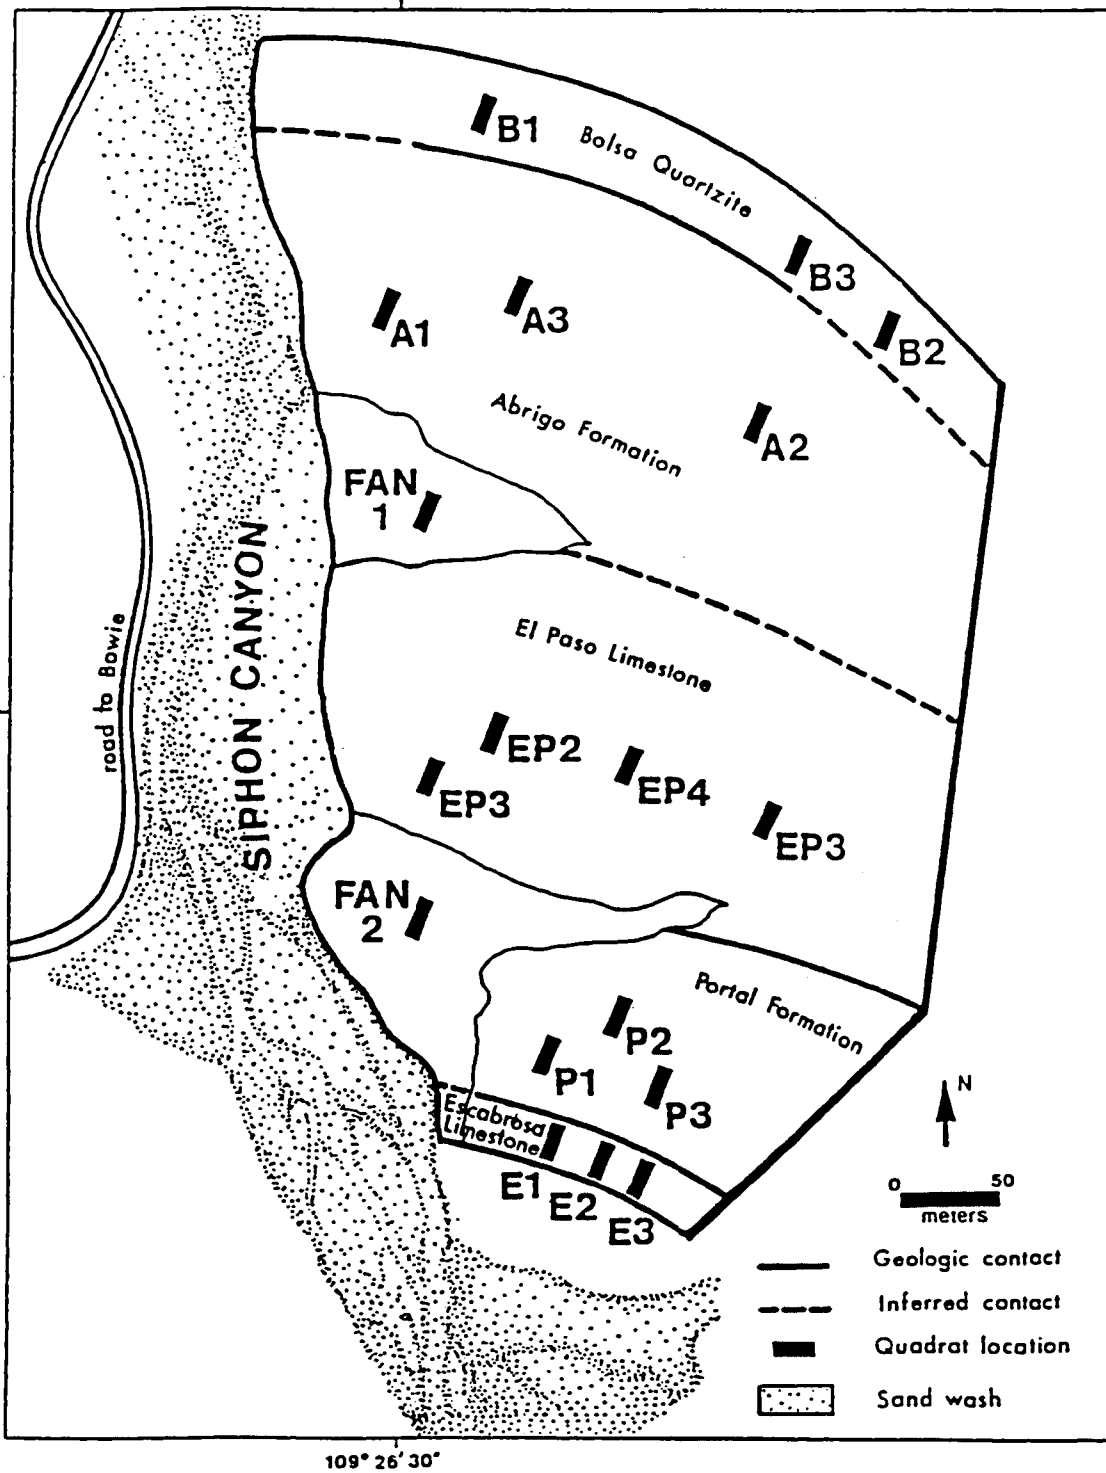 B1
Bolsa Quartzite
B3
B2
A1
A3
Abrigo Formation
A2
FAN
1
SIPHON CANYON
road to Bowie
El Paso Limestone
EP2
EP3
EP4
EP3
FAN
2
Portal Formation
P2
P1
P3
Escabrosa
Limestone
E1
E2
E3
N
0 50
meters
Geologic contact
Inferred contact
Quadrat location
Sand wash
109° 26' 30"